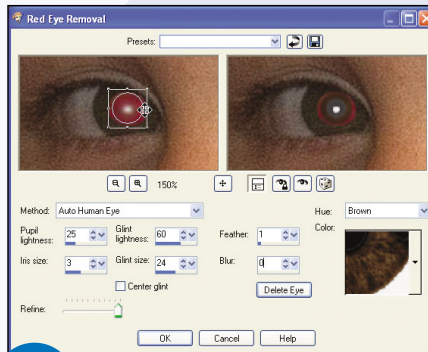 Red Eye Removal
Presets:
150%
Method: Auto Human Eye Hue: Brown
Pupil lightness: 25 Glint lightness: 60 Feather: 1 Color:
Iris size: 3 Glint size: 24 Blur: 0
Center glint Delete Eye
Refine:
OK Cancel Help